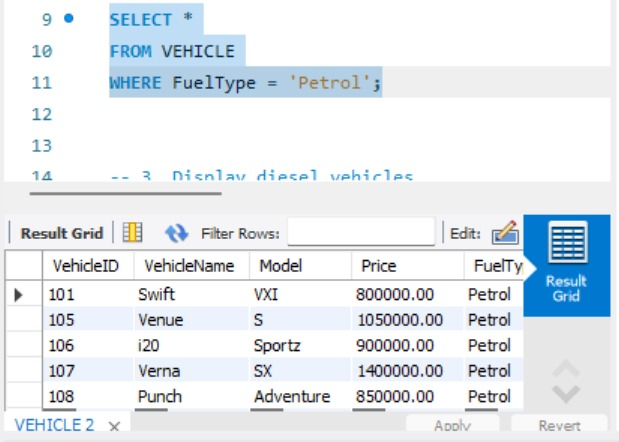 9 SELECT *
10 FROM VEHICLE
11 WHERE FuelType = 'Petrol';
12
13
14 -- 3. Display diesel vehicles
Result Grid Filter Rows: Edit:
VehicleID VehicleName Model Price FuelTy
101 Swift VXI 800000.00 Petrol
105 Venue S 1050000.00 Petrol
106 i20 Sportz 900000.00 Petrol
107 Verna SX 1400000.00 Petrol
108 Punch Adventure 850000.00 Petrol
Result
Grid
VEHICLE 2 × Apply Revert